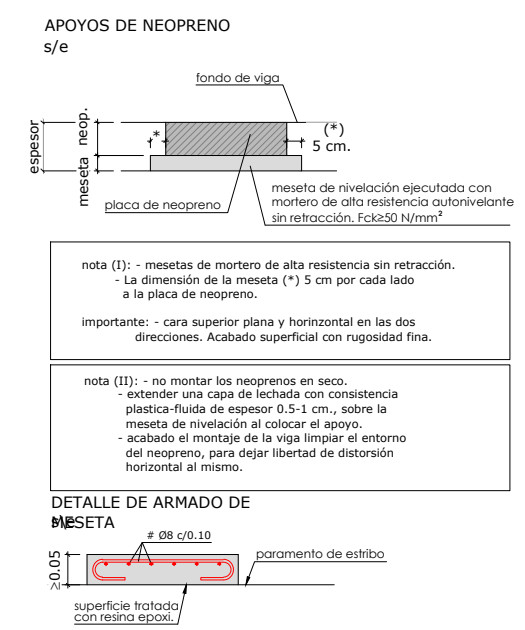 APOYOS DE NEOPRENO
s/e
fondo de viga
espesor
neop.
meseta
*
(*)
5 cm.
placa de neopreno
meseta de nivelación ejecutada con
mortero de alta resistencia autonivelante
sin retracción. Fck≥50 N/mm²
nota (I): - mesetas de mortero de alta resistencia sin retracción.
- La dimensión de la meseta (*) 5 cm por cada lado
a la placa de neopreno.
importante: - cara superior plana y horinzontal en las dos
direcciones. Acabado superficial con rugosidad fina.
nota (II): - no montar los neoprenos en seco.
- extender una capa de lechada con consistencia
plastica-fluida de espesor 0.5-1 cm., sobre la
meseta de nivelación al colocar el apoyo.
- acabado el montaje de la viga limpiar el entorno
del neopreno, para dejar libertad de distorsión
horizontal al mismo.
DETALLE DE ARMADO DE
MESETA
s/e
# Ø8 c/0.10
≥0.05
paramento de estribo
superficie tratada
con resina epoxi.